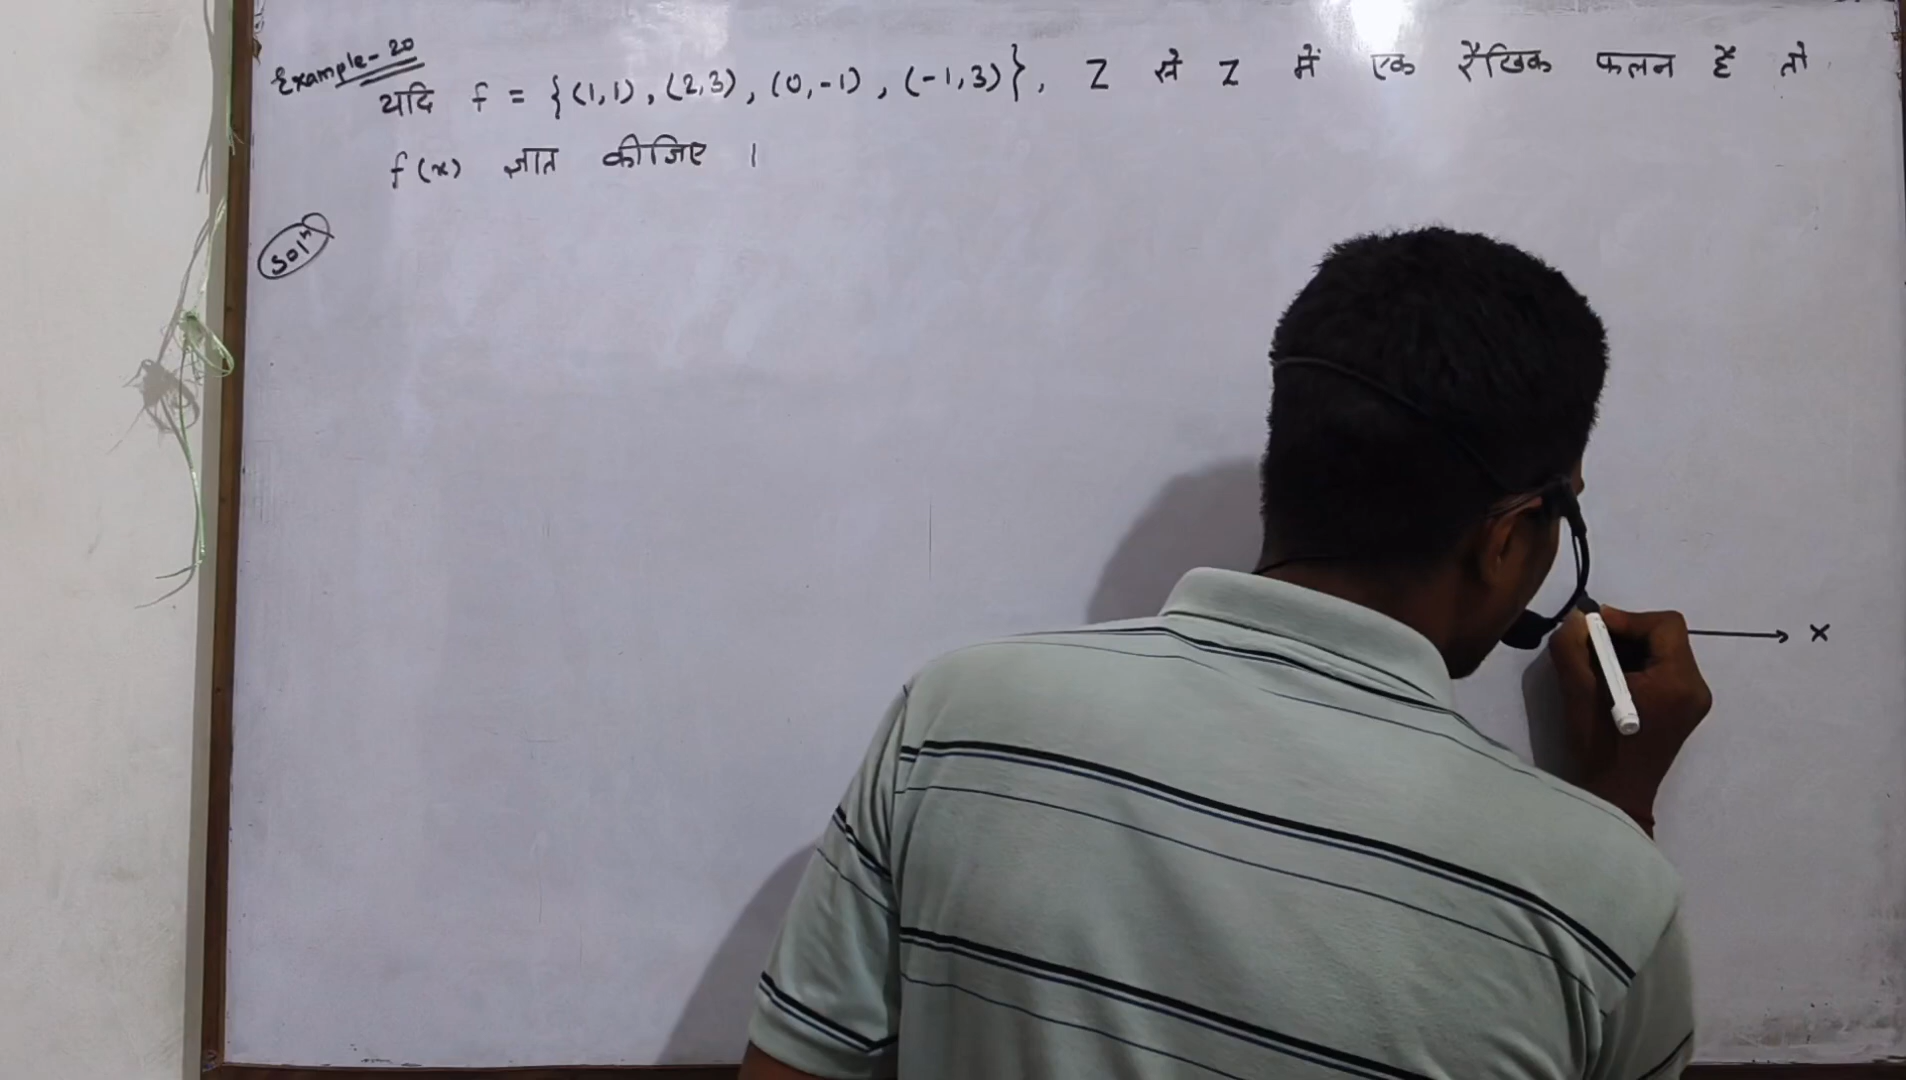 Example-20
यदि f = {(1,1), (2,3), (0,-1), (-1,3)}, Z से Z में एक रैखिक फलन है तो
f(x) ज्ञात कीजिए ।
Solⁿ
x